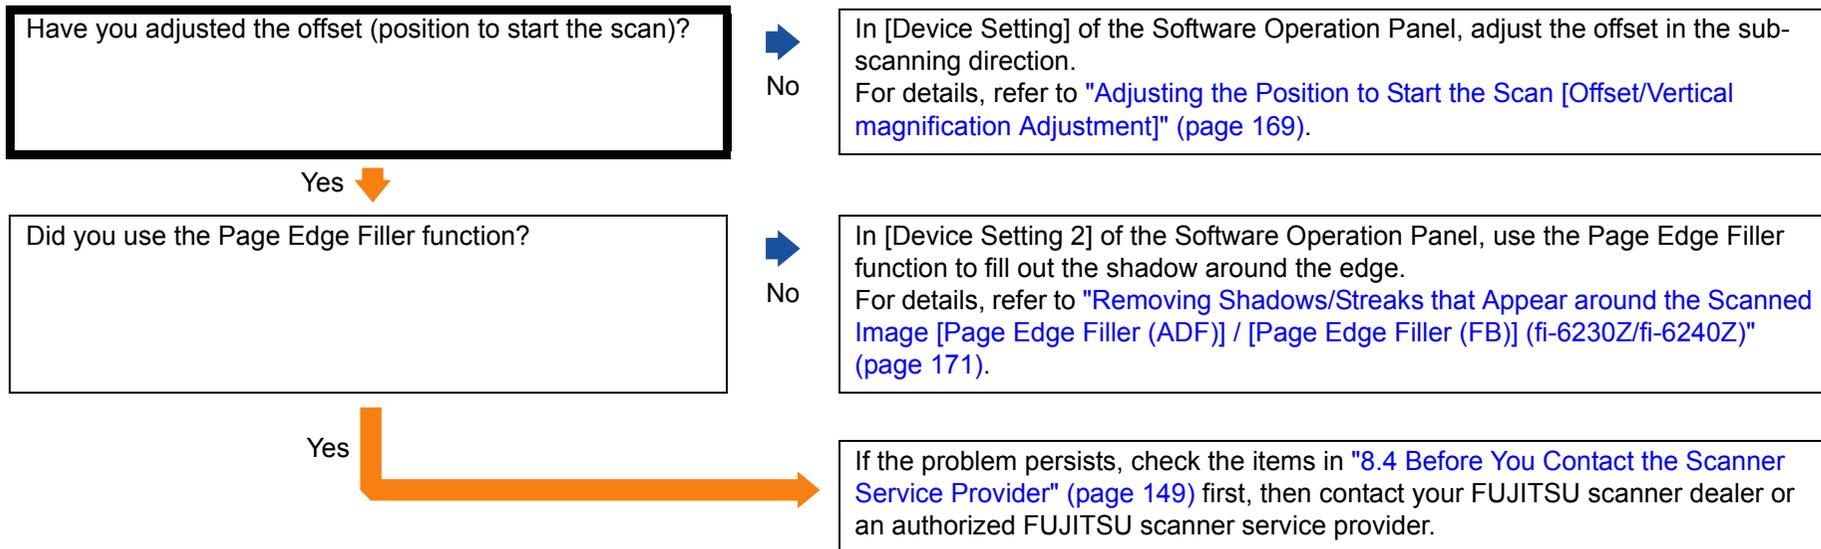 Have you adjusted the offset (position to start the scan)?
No
In [Device Setting] of the Software Operation Panel, adjust the offset in the sub-
scanning direction.
For details, refer to "Adjusting the Position to Start the Scan [Offset/Vertical
magnification Adjustment]" (page 169).
Yes
Did you use the Page Edge Filler function?
No
In [Device Setting 2] of the Software Operation Panel, use the Page Edge Filler
function to fill out the shadow around the edge.
For details, refer to "Removing Shadows/Streaks that Appear around the Scanned
Image [Page Edge Filler (ADF)] / [Page Edge Filler (FB)] (fi-6230Z/fi-6240Z)"
(page 171).
Yes
If the problem persists, check the items in "8.4 Before You Contact the Scanner
Service Provider" (page 149) first, then contact your FUJITSU scanner dealer or
an authorized FUJITSU scanner service provider.